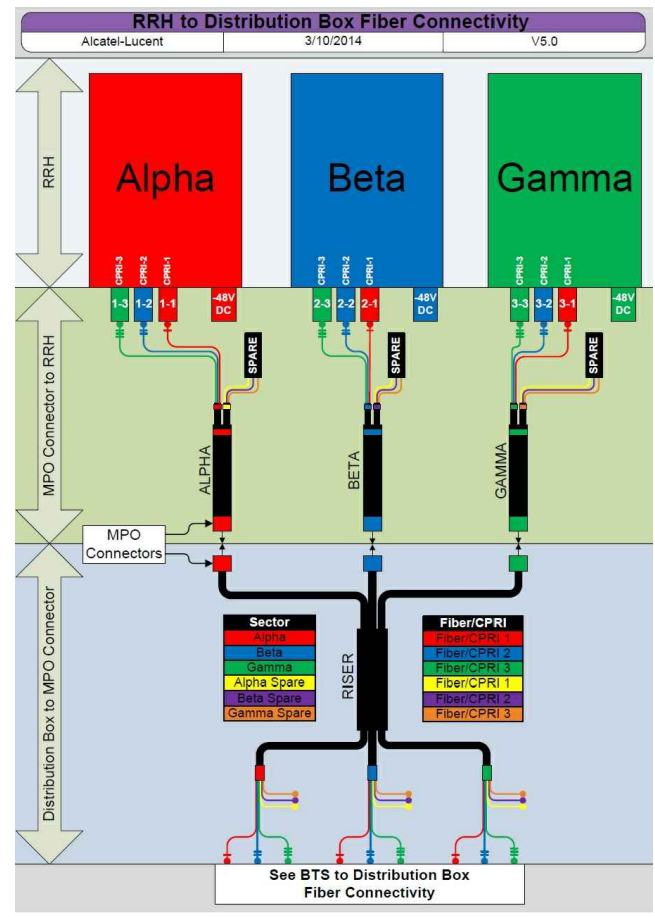 RRH to Distribution Box Fiber Connectivity
Alcatel-Lucent 3/10/2014 V5.0
RRH
Alpha
Beta
Gamma
CPRI-3 CPRI-2 CPRI-1
CPRI-3 CPRI-2 CPRI-1
CPRI-3 CPRI-2 CPRI-1
1-3 1-2 1-1 -48V
DC
2-3 2-2 2-1 -48V
DC
3-3 3-2 3-1 -48V
DC
MPO Connector to RRH
SPARE
SPARE
SPARE
ALPHA
BETA
GAMMA
MPO
Connectors
Distribution Box to MPO Connector
Sector
Alpha
Beta
Gamma
Alpha Spare
Beta Spare
Gamma Spare
RISER
Fiber/CPRI
Fiber/CPRI 1
Fiber/CPRI 2
Fiber/CPRI 3
Fiber/CPRI 1
Fiber/CPRI 2
Fiber/CPRI 3
See BTS to Distribution Box
Fiber Connectivity